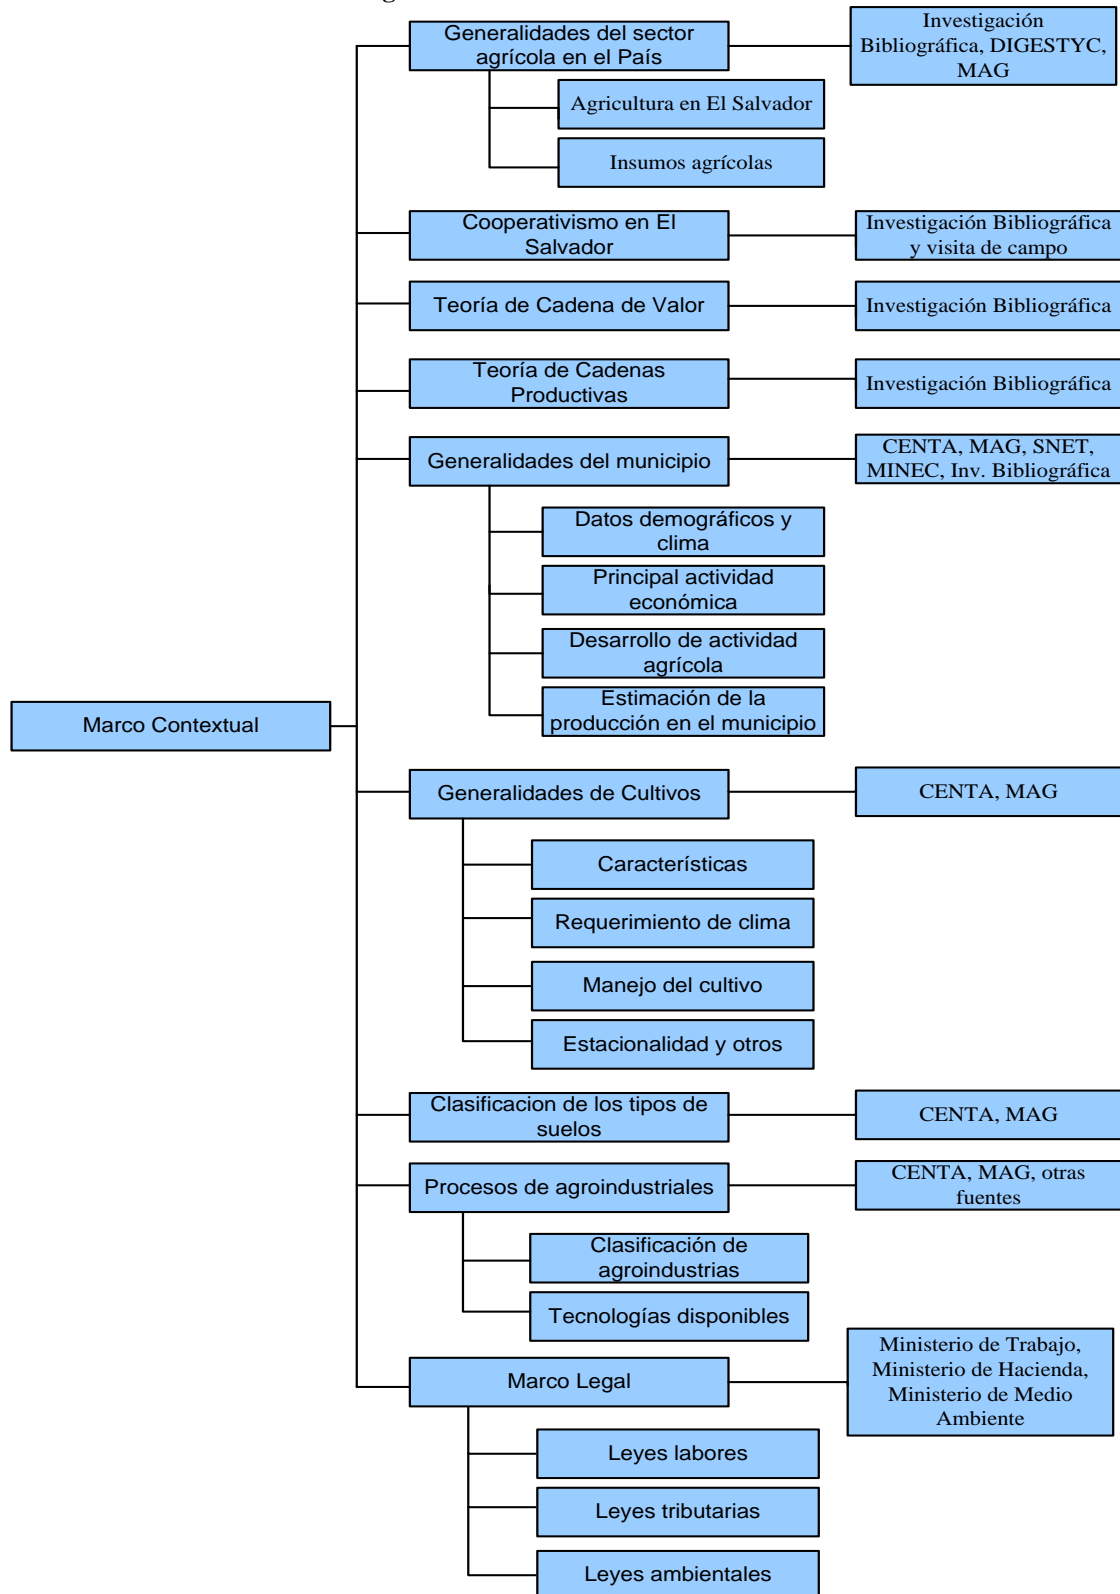 Generalidades del sector
agrícola en el País
Investigación
Bibliográfica, DIGESTYC,
MAG
Agricultura en El Salvador
Insumos agrícolas
Cooperativismo en El
Salvador
Investigación Bibliográfica
y visita de campo
Teoría de Cadena de Valor
Investigación Bibliográfica
Teoría de Cadenas
Productivas
Investigación Bibliográfica
Generalidades del municipio
CENTA, MAG, SNET,
MINEC, Inv. Bibliográfica
Datos demográficos y
clima
Principal actividad
económica
Desarrollo de actividad
agrícola
Estimación de la
producción en el municipio
Marco Contextual
Generalidades de Cultivos
CENTA, MAG
Característícas
Requerimiento de clima
Manejo del cultivo
Estacionalidad y otros
Clasificacion de los tipos de
suelos
CENTA, MAG
Procesos de agroindustriales
CENTA, MAG, otras
fuentes
Clasificación de
agroindustrias
Tecnologías disponibles
Marco Legal
Ministerio de Trabajo,
Ministerio de Hacienda,
Ministerio de Medio
Ambiente
Leyes labores
Leyes tributarias
Leyes ambientales